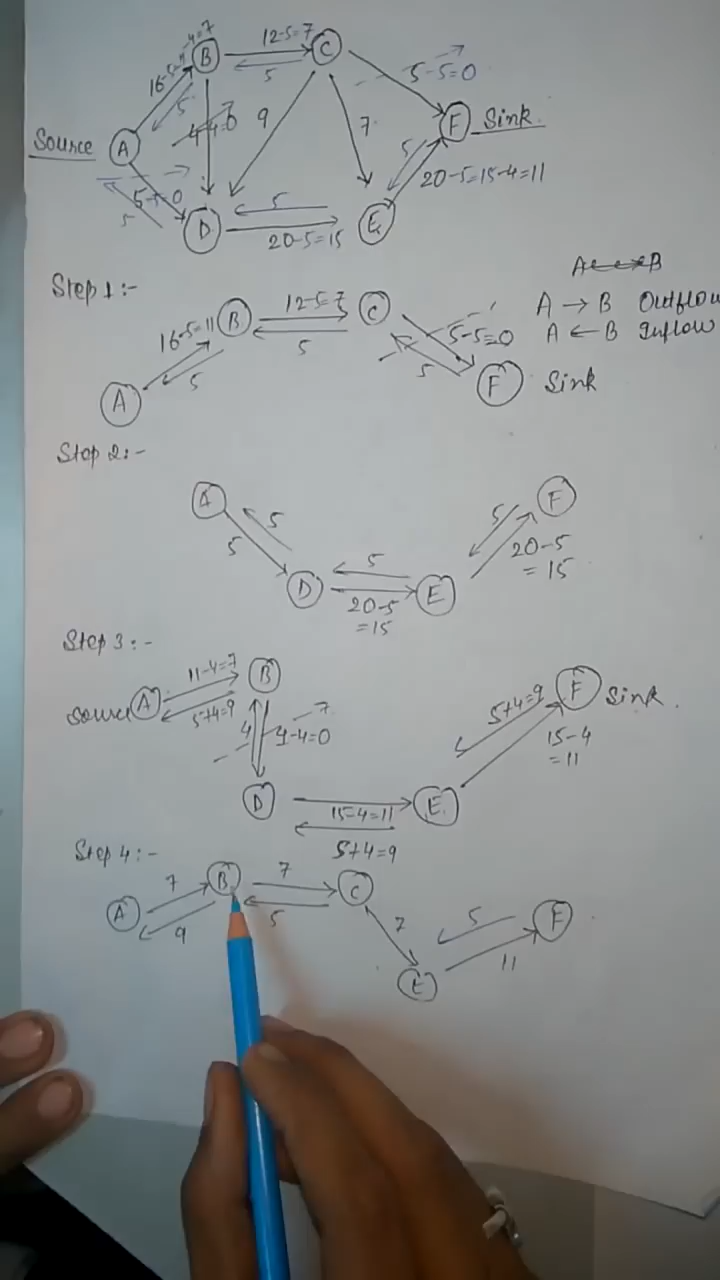 16-5=11-4=7
12-5=7
B
C
5
5-5=0
5
4-4=0
9
7
F Sink
Source A
5
20-5=15-4=11
5-5=0
5
5
D
E
20-5=15
Step 1:-
A ⟷ B
A → B Outflow
A ← B Inflow
16-5=11
B
12-5=7
C
5
5
5-5=0
5
A
F Sink
Step 2:-
A
F
5
5
5
20-5
=15
D
5
E
20-5
=15
Step 3:-
11-4=7
B
F
Source A
5+4=9
5+4=9
Sink.
4
4-4=0
15-4
=11
D
15-4=11
E
5+4=9
Step 4:-
7
B
7
C
A
9
5
7
5
F
E
11